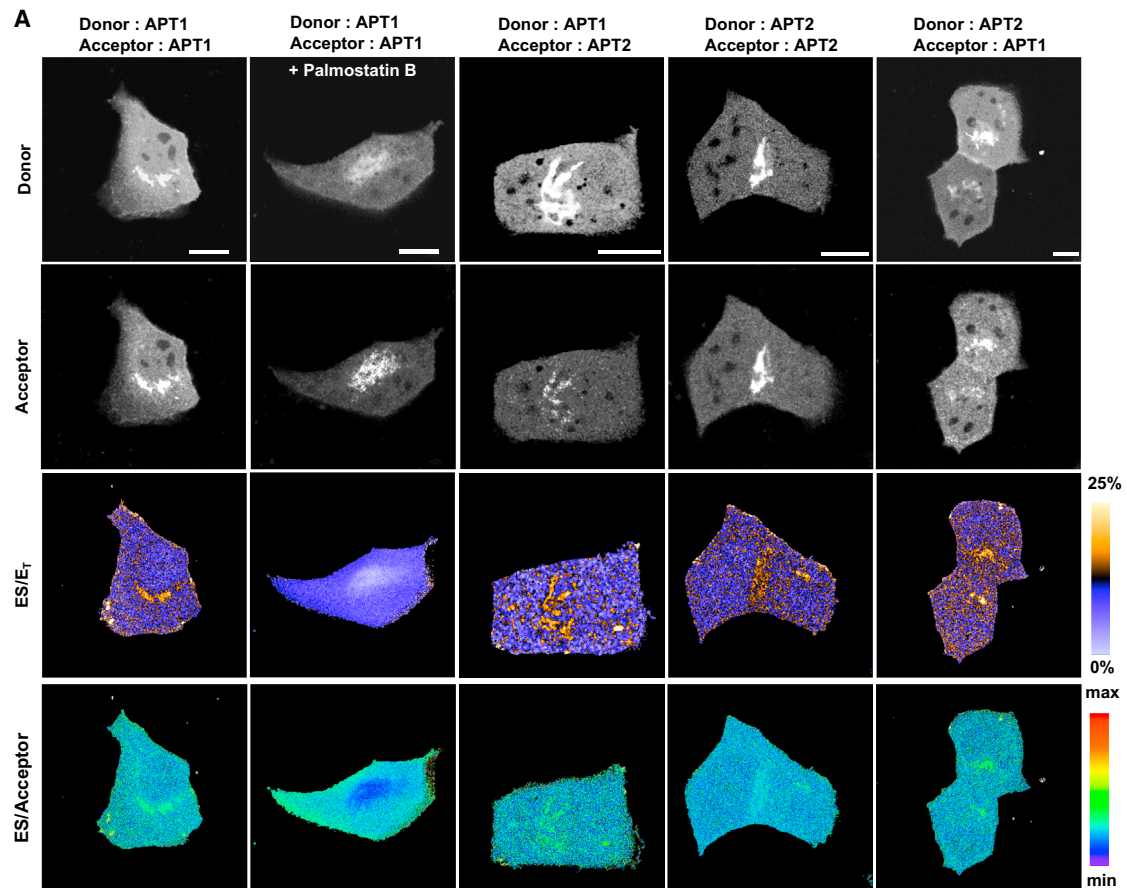 A
Donor : APT1
Acceptor : APT1
Donor : APT1
Acceptor : APT1
+ Palmostatin B
Donor : APT1
Acceptor : APT2
Donor : APT2
Acceptor : APT2
Donor : APT2
Acceptor : APT1
Donor
Acceptor
ES/ET
25%
0%
ES/Acceptor
max
min